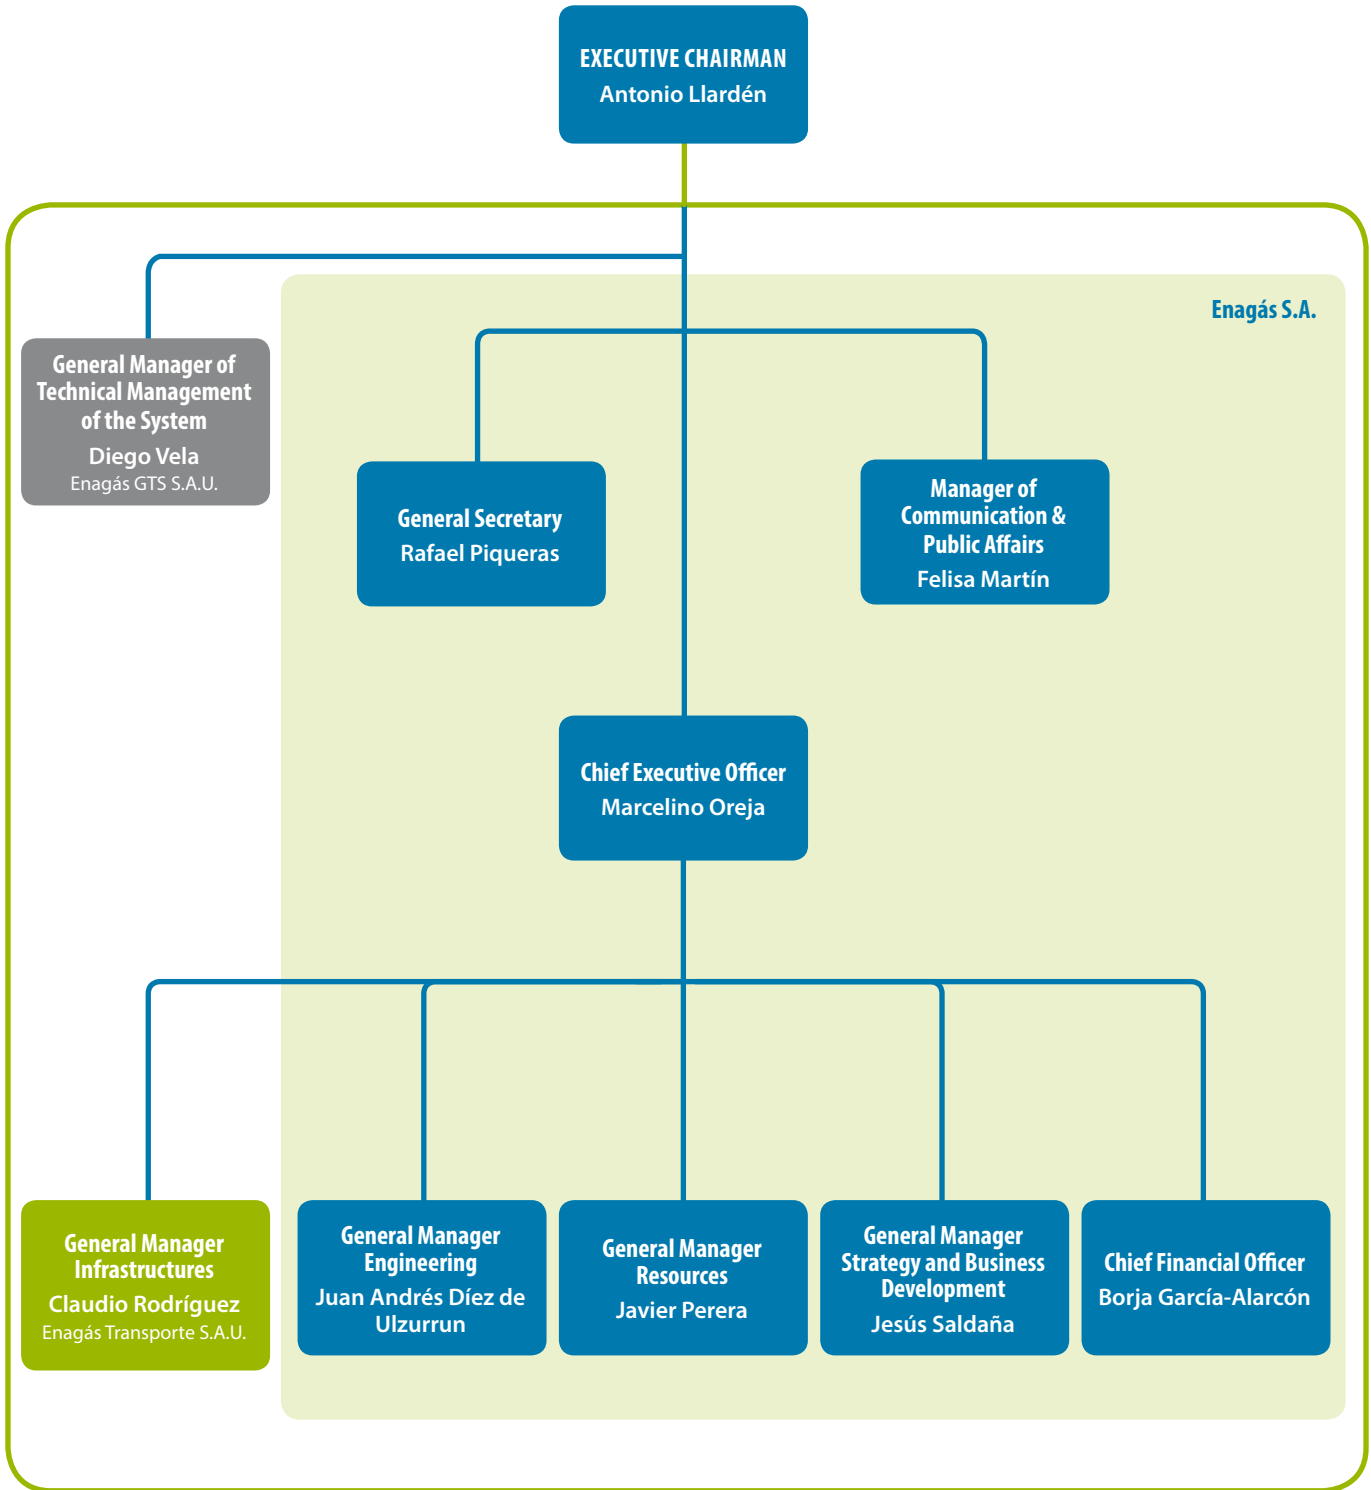 EXECUTIVE CHAIRMAN
Antonio Llardén
Enagás S.A.
General Manager of
Technical Management
of the System
Diego Vela
Enagás GTS S.A.U.
General Secretary
Rafael Piqueras
Manager of
Communication &
Public Affairs
Felisa Martín
Chief Executive Officer
Marcelino Oreja
General Manager
Infrastructures
Claudio Rodríguez
Enagás Transporte S.A.U.
General Manager
Engineering
Juan Andrés Díez de
Ulzurrun
General Manager
Resources
Javier Perera
General Manager
Strategy and Business
Development
Jesús Saldaña
Chief Financial Officer
Borja García-Alarcón